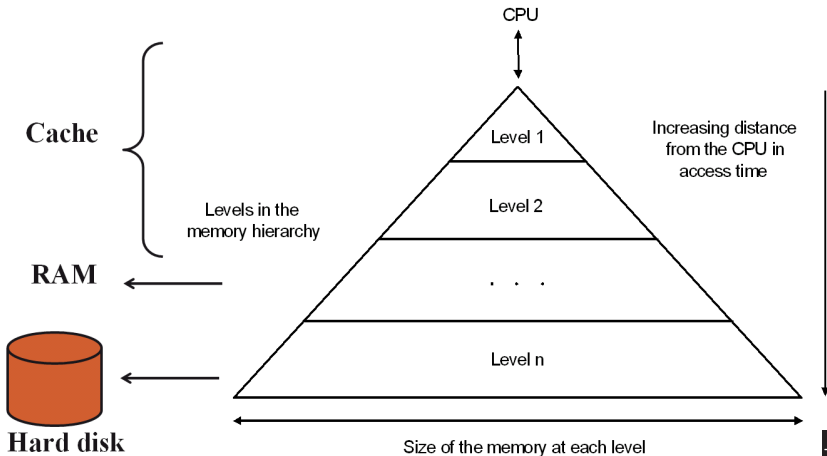 CPU
Cache
Level 1
Increasing distance
from the CPU in
access time
Levels in the
memory hierarchy
Level 2
RAM
. . .
Level n
Hard disk
Size of the memory at each level